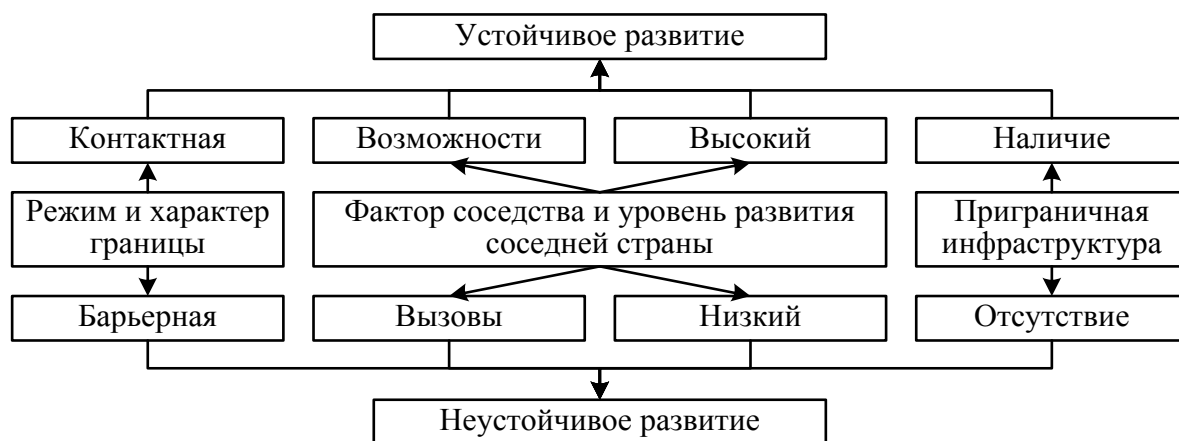 Устойчивое развитие
Контактная
Возможности
Высокий
Наличие
Режим и характер
границы
Фактор соседства и уровень развития
соседней страны
Приграничная
инфраструктура
Барьерная
Вызовы
Низкий
Отсутствие
Неустойчивое развитие